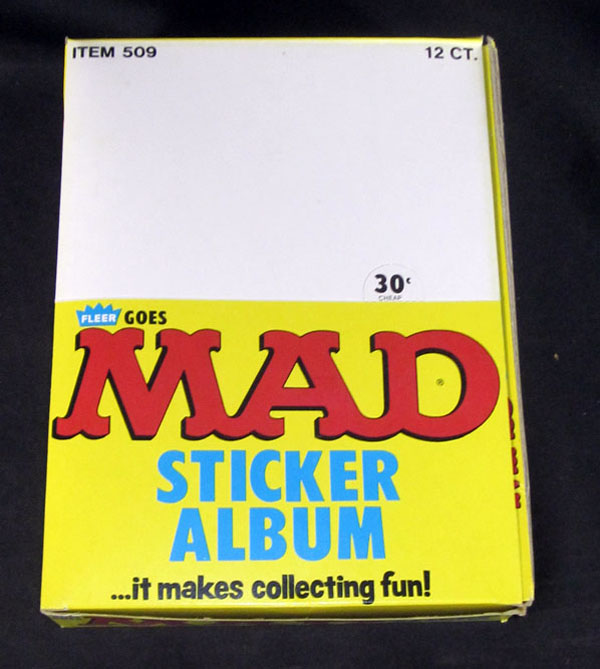 ITEM 509 12 CT.
30¢
CHEAP
FLEER GOES
MAD®
STICKER
ALBUM
...it makes collecting fun!